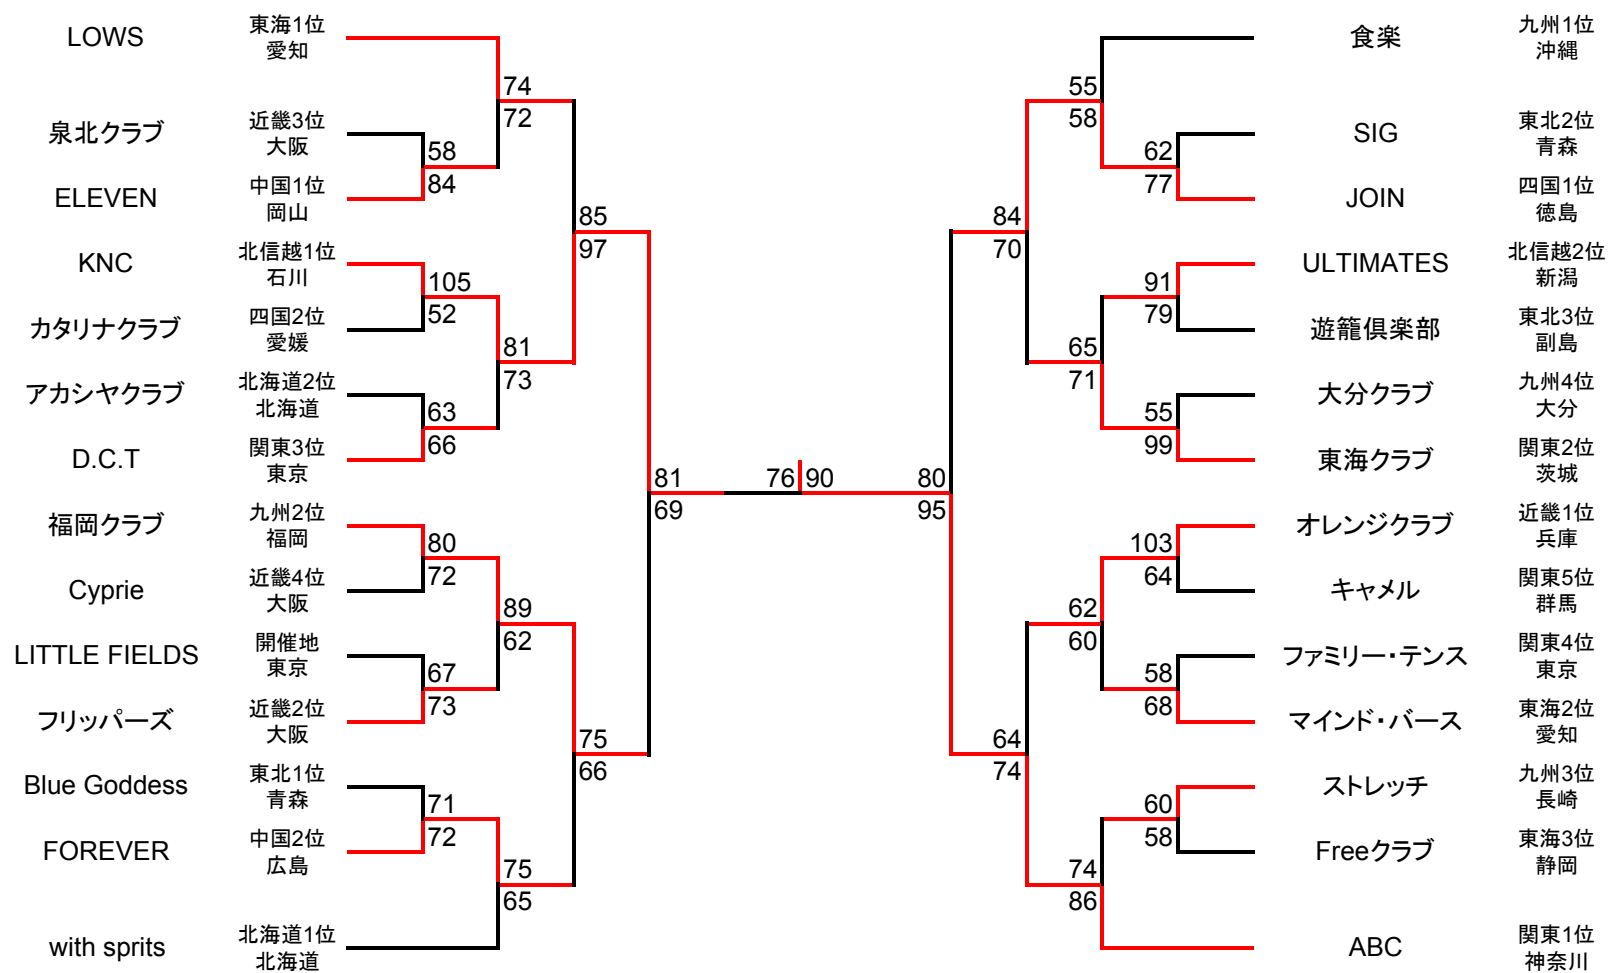 LOWS
東海1位
愛知
74
72
泉北クラブ
近畿3位
大阪
58
84
ELEVEN
中国1位
岡山
85
97
KNC
北信越1位
石川
105
52
カタリナクラブ
四国2位
愛媛
81
73
アカシヤクラブ
北海道2位
北海道
63
66
D.C.T
関東3位
東京
81
69
福岡クラブ
九州2位
福岡
80
72
Cyprie
近畿4位
大阪
89
62
LITTLE FIELDS
開催地
東京
67
73
フリッパーズ
近畿2位
大阪
75
66
Blue Goddess
東北1位
青森
71
72
FOREVER
中国2位
広島
75
65
with sprits
北海道1位
北海道
76 90
食楽
九州1位
沖縄
55
58
SIG
東北2位
青森
62
77
JOIN
四国1位
徳島
84
70
ULTIMATES
北信越2位
新潟
91
79
遊籠倶楽部
東北3位
副島
65
71
大分クラブ
九州4位
大分
55
99
東海クラブ
関東2位
茨城
80
95
オレンジクラブ
近畿1位
兵庫
103
64
キャメル
関東5位
群馬
62
60
ファミリー・テンス
関東4位
東京
58
68
マインド・バース
東海2位
愛知
64
74
ストレッチ
九州3位
長崎
60
58
Freeクラブ
東海3位
静岡
74
86
ABC
関東1位
神奈川